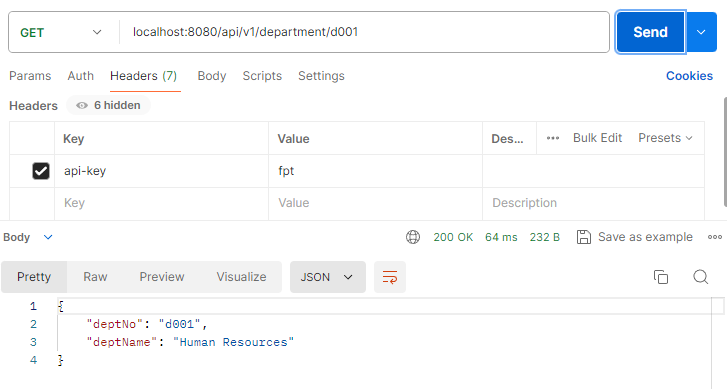 GET localhost:8080/api/v1/department/d001 Send
Params Auth Headers (7) Body Scripts Settings Cookies
Headers 6 hidden
Key Value Des... Bulk Edit Presets
api-key fpt
Key Value Description
Body 200 OK 64 ms 232 B Save as example
Pretty Raw Preview Visualize JSON
1 {
2 "deptNo": "d001",
3 "deptName": "Human Resources"
4 }